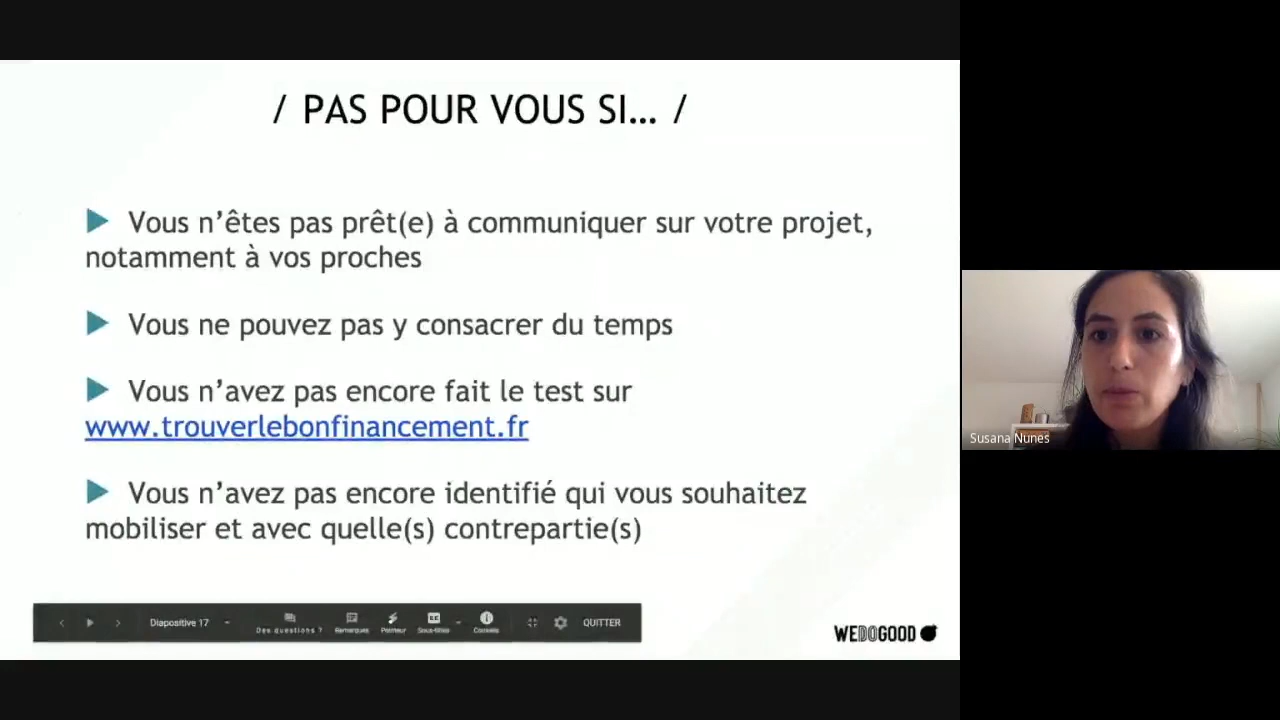 / PAS POUR VOUS SI... /
▶ Vous n’êtes pas prêt(e) à communiquer sur votre projet,
notamment à vos proches
▶ Vous ne pouvez pas y consacrer du temps
▶ Vous n’avez pas encore fait le test sur
www.trouverlebonfinancement.fr
▶ Vous n’avez pas encore identifié qui vous souhaitez
mobiliser et avec quelle(s) contrepartie(s)
Diapositive 17
Des questions ?
Remarques
Pointeur
Sous-titres
Conseils
QUITTER
WEDOGOOD
Susana Nunes